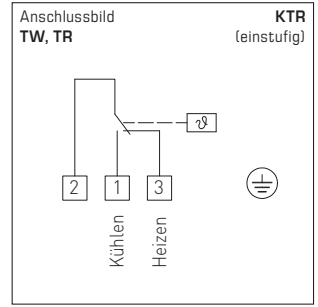 Anschlussbild KTR
TW, TR (einstufig)
ϑ
2 1 3
Kühlen
Heizen